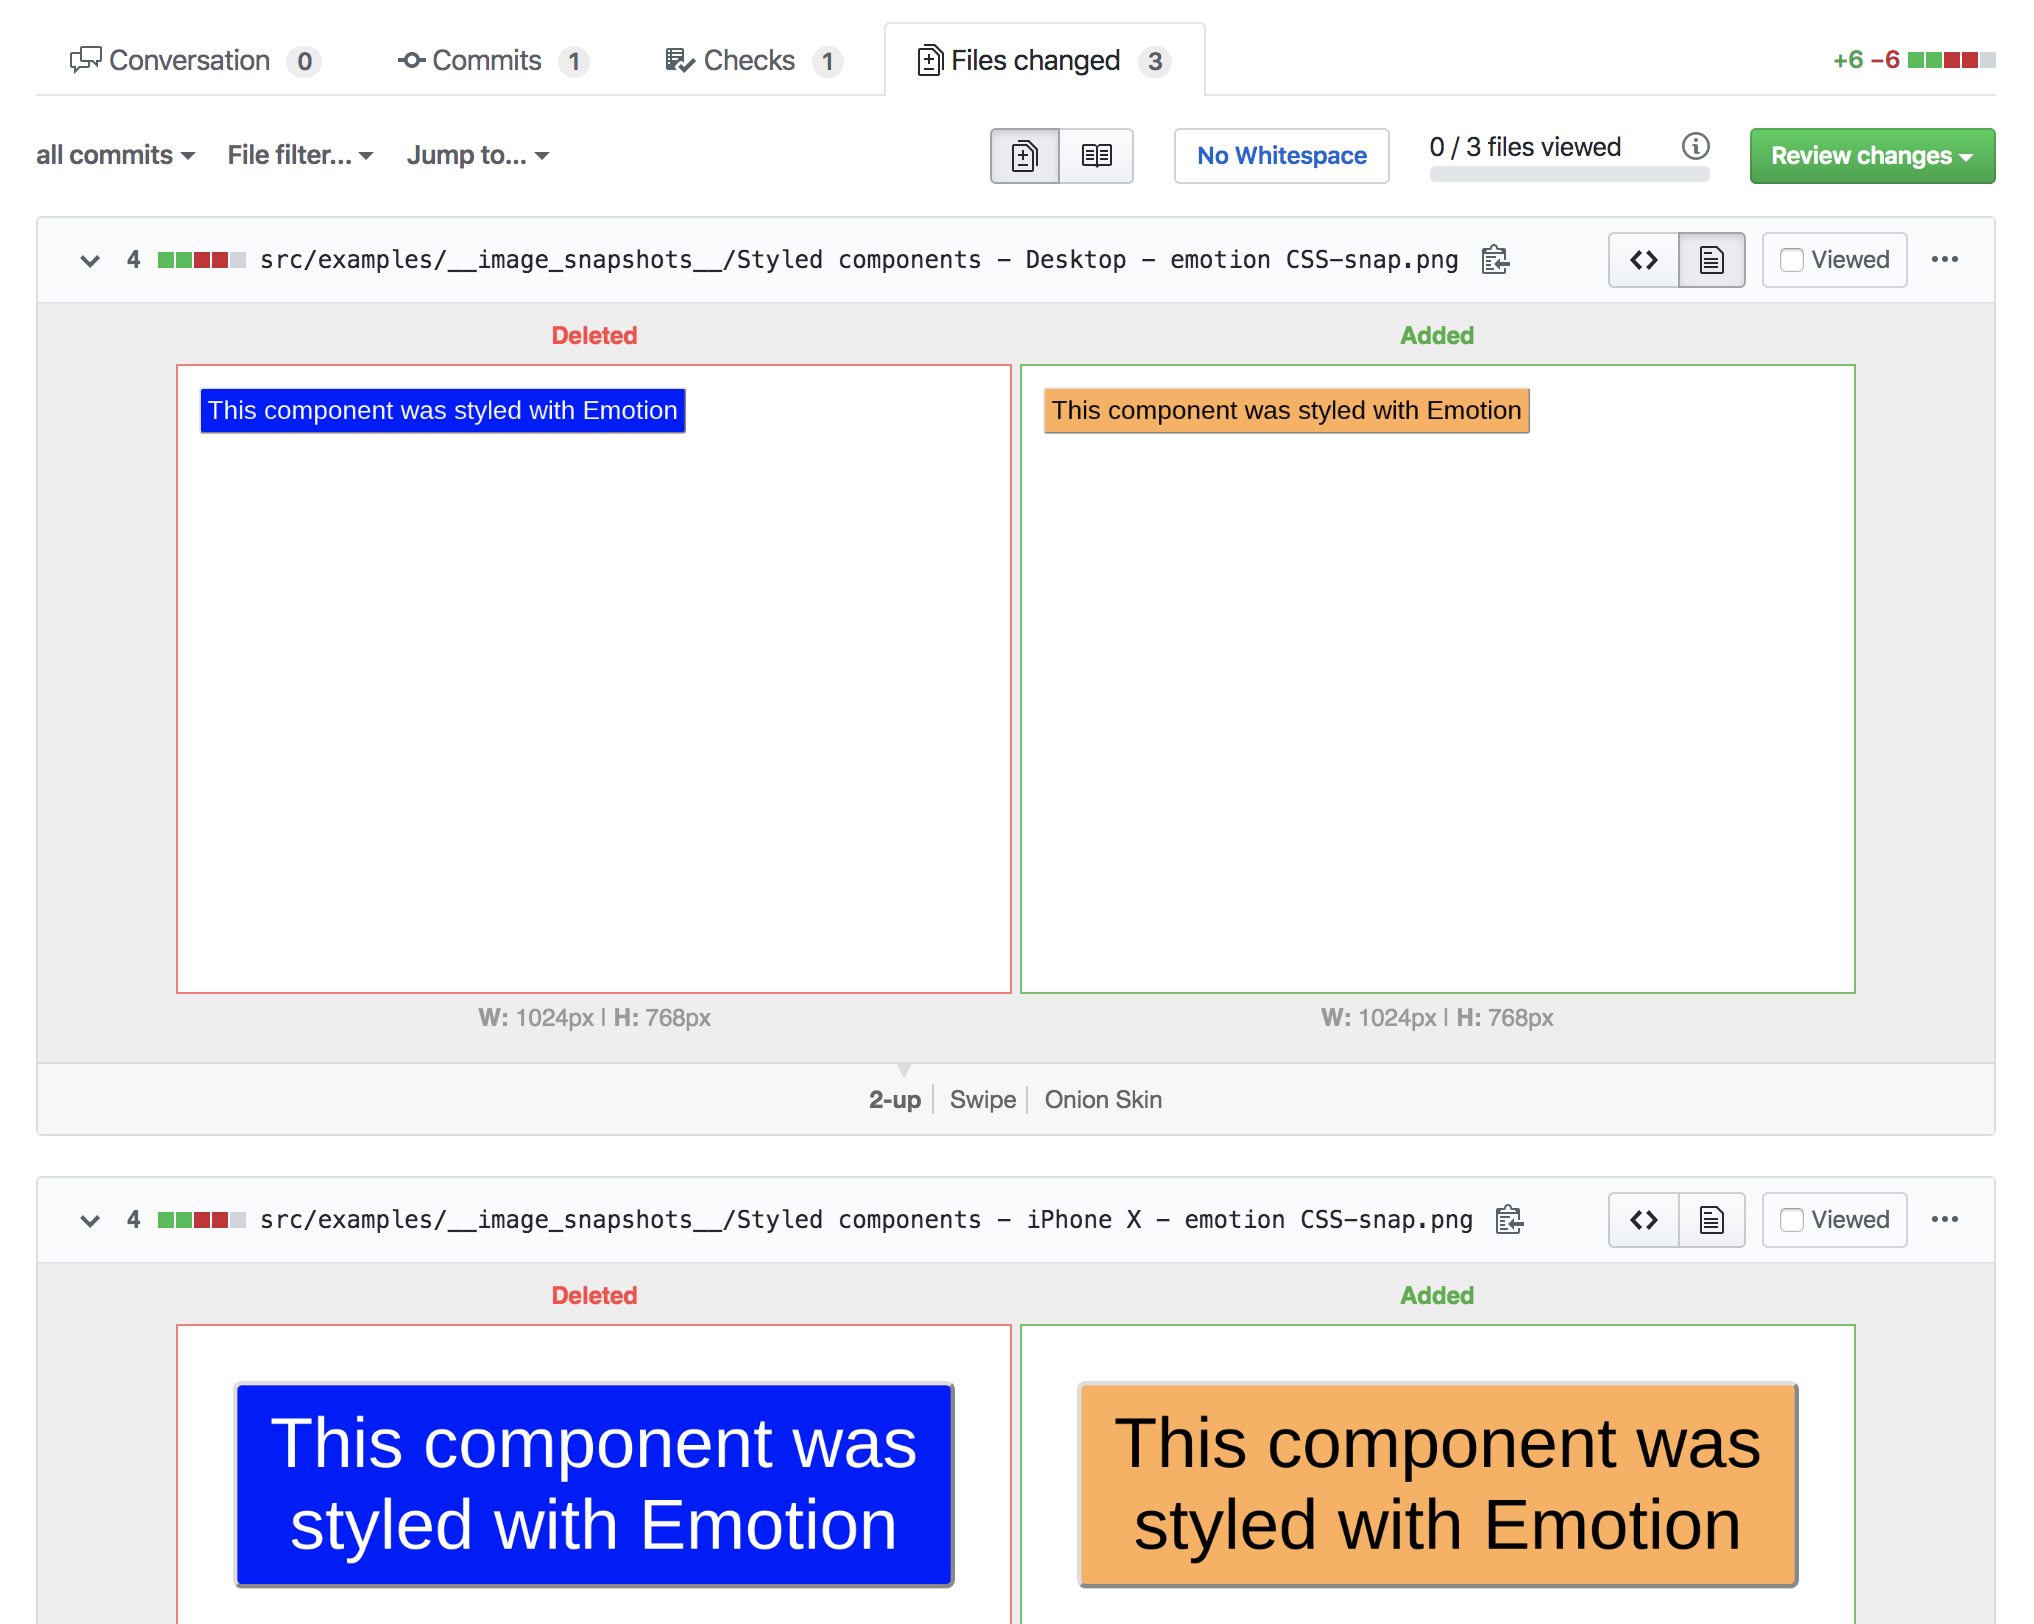 Conversation 0 Commits 1 Checks 1 Files changed 3 +6 −6
all commits File filter... Jump to... No Whitespace 0 / 3 files viewed Review changes
4 src/examples/__image_snapshots__/Styled components - Desktop - emotion CSS-snap.png Viewed
Deleted Added
This component was styled with Emotion This component was styled with Emotion
W: 1024px | H: 768px W: 1024px | H: 768px
2-up Swipe Onion Skin
4 src/examples/__image_snapshots__/Styled components - iPhone X - emotion CSS-snap.png Viewed
Deleted Added
This component was
styled with Emotion
This component was
styled with Emotion